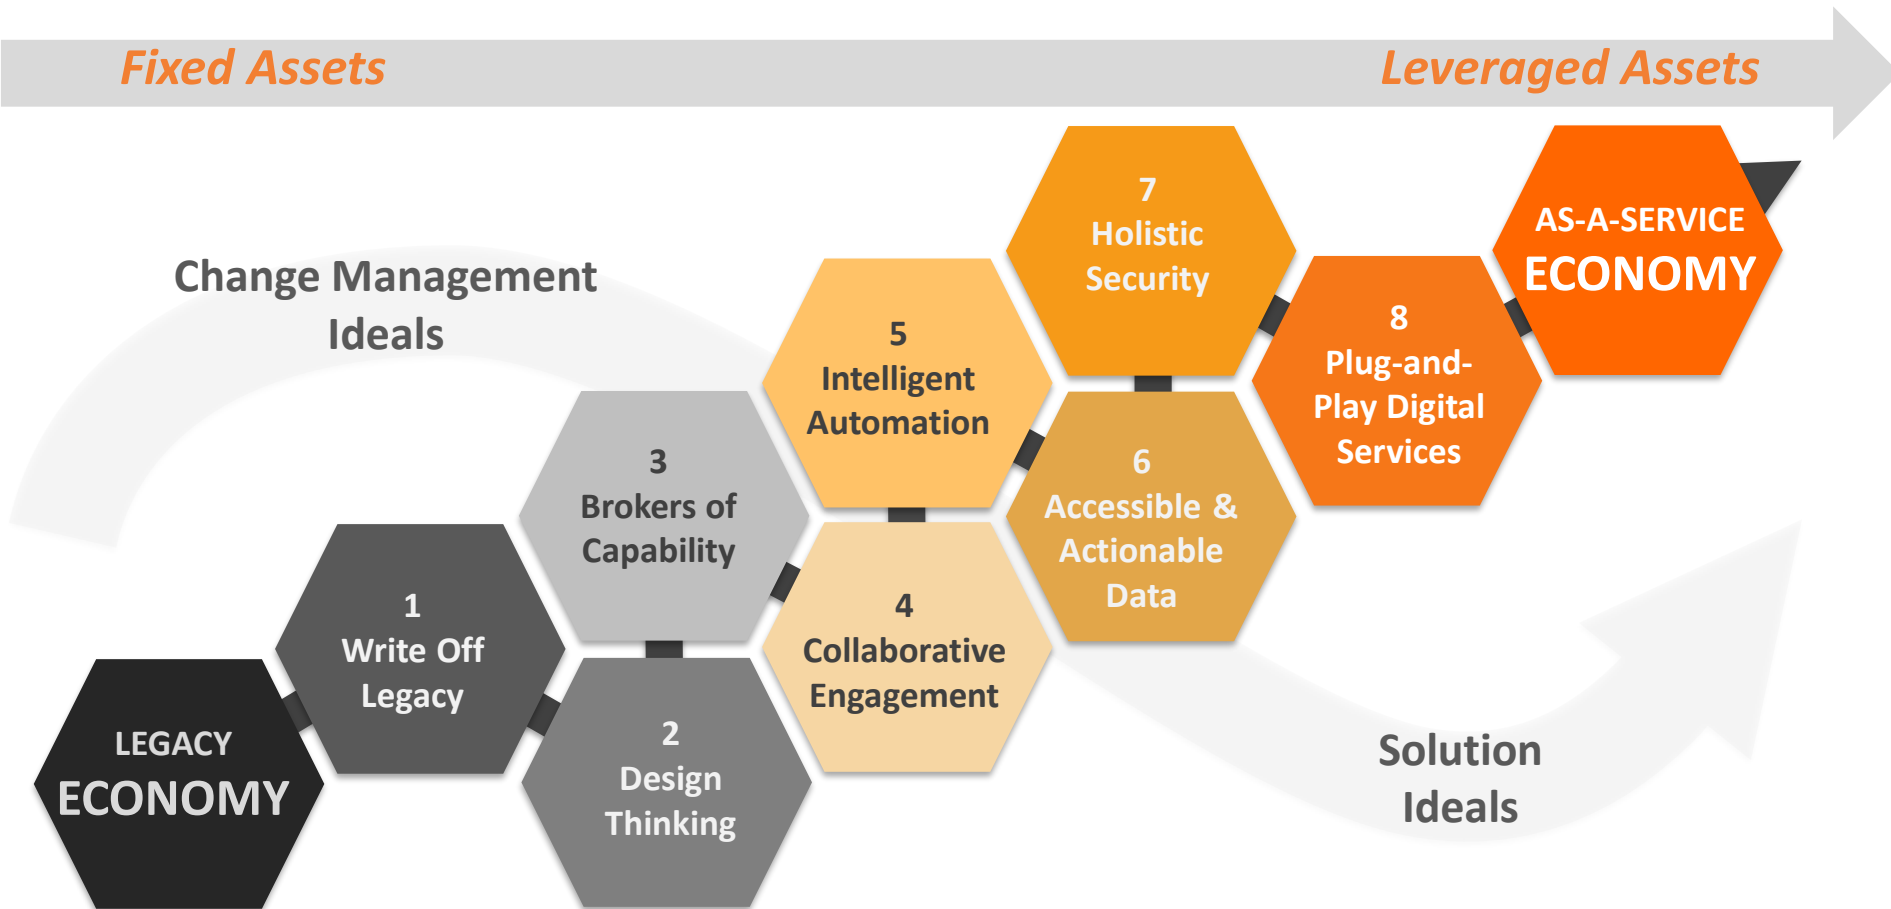 Fixed Assets
Leveraged Assets
Change Management
Ideals
LEGACY
ECONOMY
1
Write Off
Legacy
2
Design
Thinking
3
Brokers of
Capability
4
Collaborative
Engagement
5
Intelligent
Automation
6
Accessible &
Actionable
Data
7
Holistic
Security
8
Plug-and-
Play Digital
Services
AS-A-SERVICE
ECONOMY
Solution
Ideals